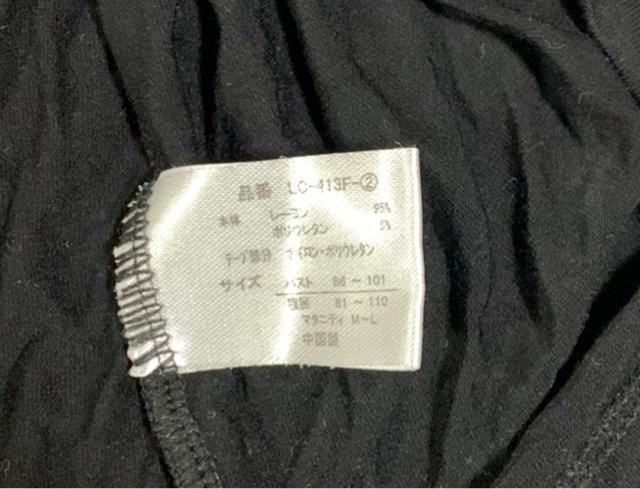 品番 LC-413F-②
本体 レーヨン 95%
ポリウレタン 5%
テープ部分 ナイロン・ポリウレタン
サイズ バスト 86～101
腹囲 81～110
マタニティ M～L
中国製